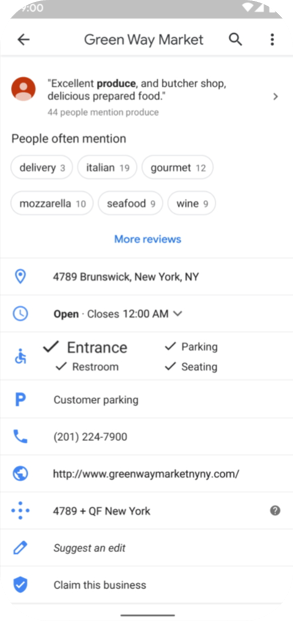 9:00
Green Way Market
"Excellent produce, and butcher shop,
delicious prepared food."
44 people mention produce
People often mention
delivery 3 italian 19 gourmet 12
mozzarella 10 seafood 9 wine 9
More reviews
4789 Brunswick, New York, NY
Open · Closes 12:00 AM
Entrance Parking
Restroom Seating
P Customer parking
(201) 224-7900
http://www.greenwaymarketnyny.com/
4789 + QF New York ?
Suggest an edit
Claim this business